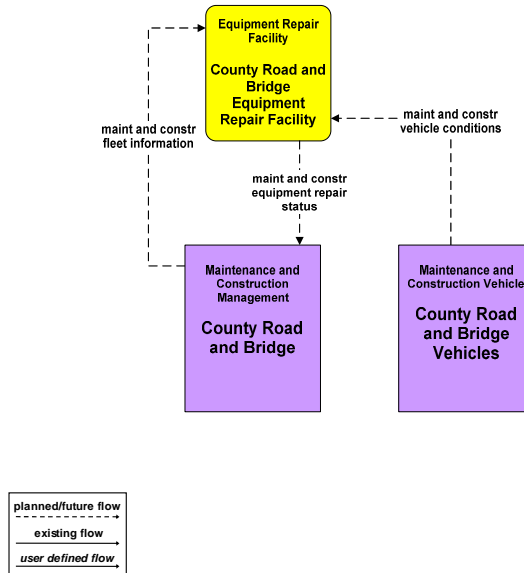 Equipment Repair
Facility
County Road and
Bridge
Equipment
Repair Facility
maint and constr
fleet information
maint and constr
vehicle conditions
maint and constr
equipment repair
status
Maintenance and
Construction
Management
County Road
and Bridge
Maintenance and
Construction Vehicle
County Road
and Bridge
Vehicles
planned/future flow
existing flow
user defined flow